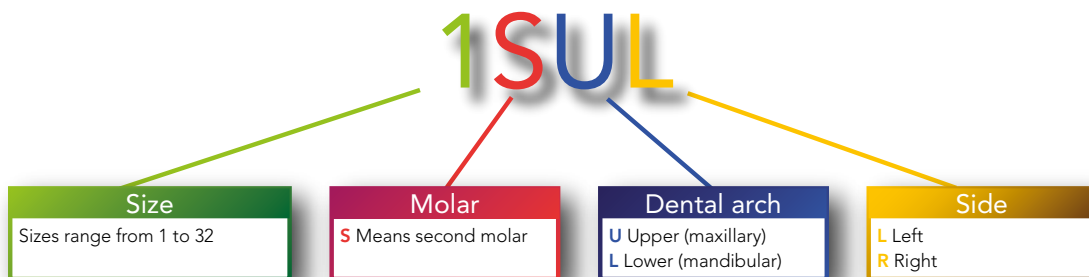 1SUL
Size
Sizes range from 1 to 32
Molar
S Means second molar
Dental arch
U Upper (maxillary)
L Lower (mandibular)
Side
L Left
R Right